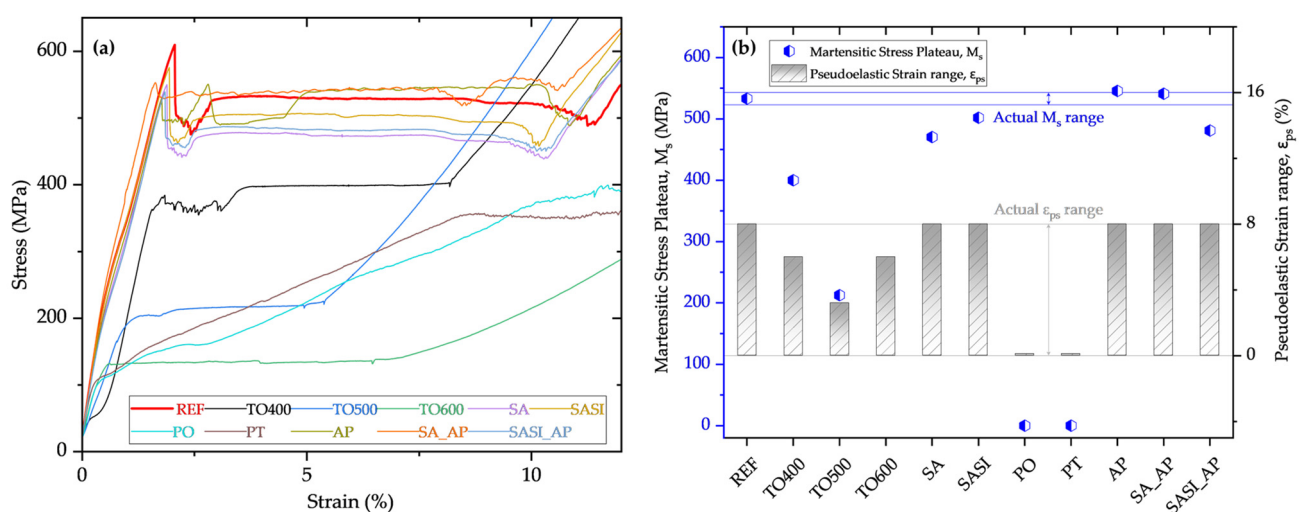 (a)
600
400
200
0
Stress (MPa)
0
5
10
Strain (%)
REF TO400 TO500 TO600 SA SASI
PO PT AP SA_AP SASI_AP
(b)
Martensitic Stress Plateau, Ms
Pseudoelastic Strain range, εps
Actual Ms range
Actual εps range
600
500
400
300
200
100
0
Martensitic Stress Plateau, Ms (MPa)
16
8
0
Pseudoelastic Strain range, εps (%)
REF
TO400
TO500
TO600
SA
SASI
PO
PT
AP
SA_AP
SASI_AP